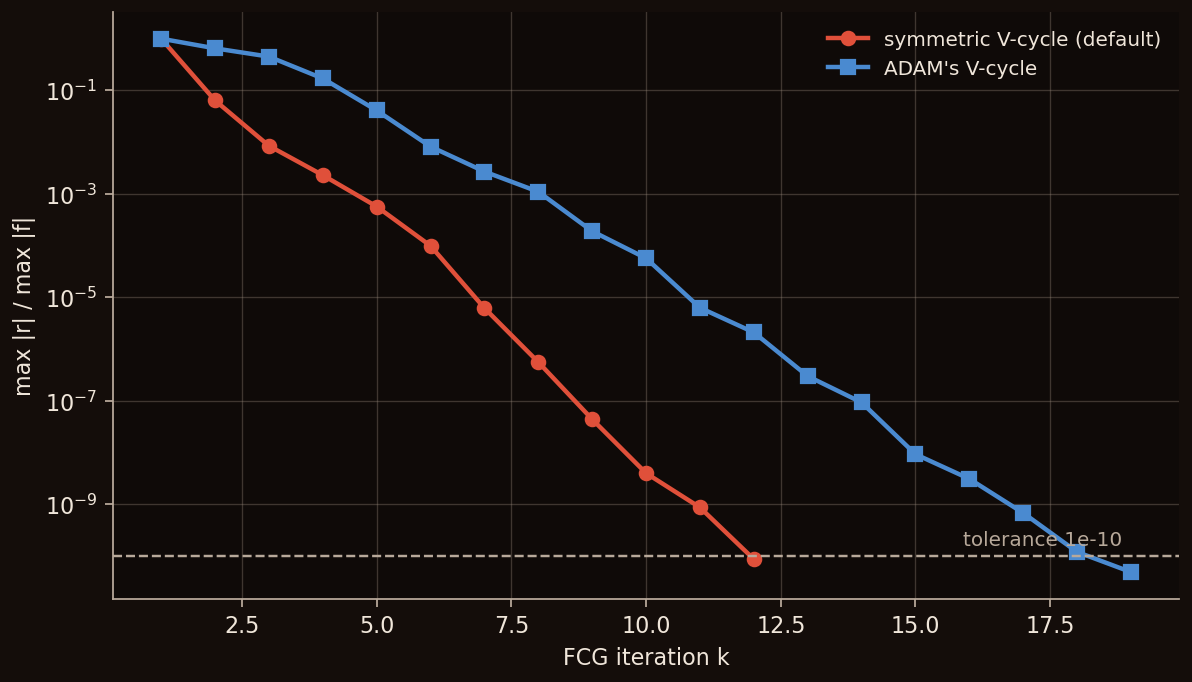 symmetric V-cycle (default)
ADAM's V-cycle
max |r| / max |f|
10⁻¹
10⁻³
10⁻⁵
10⁻⁷
10⁻⁹
tolerance 1e-10
2.5 5.0 7.5 10.0 12.5 15.0 17.5
FCG iteration k